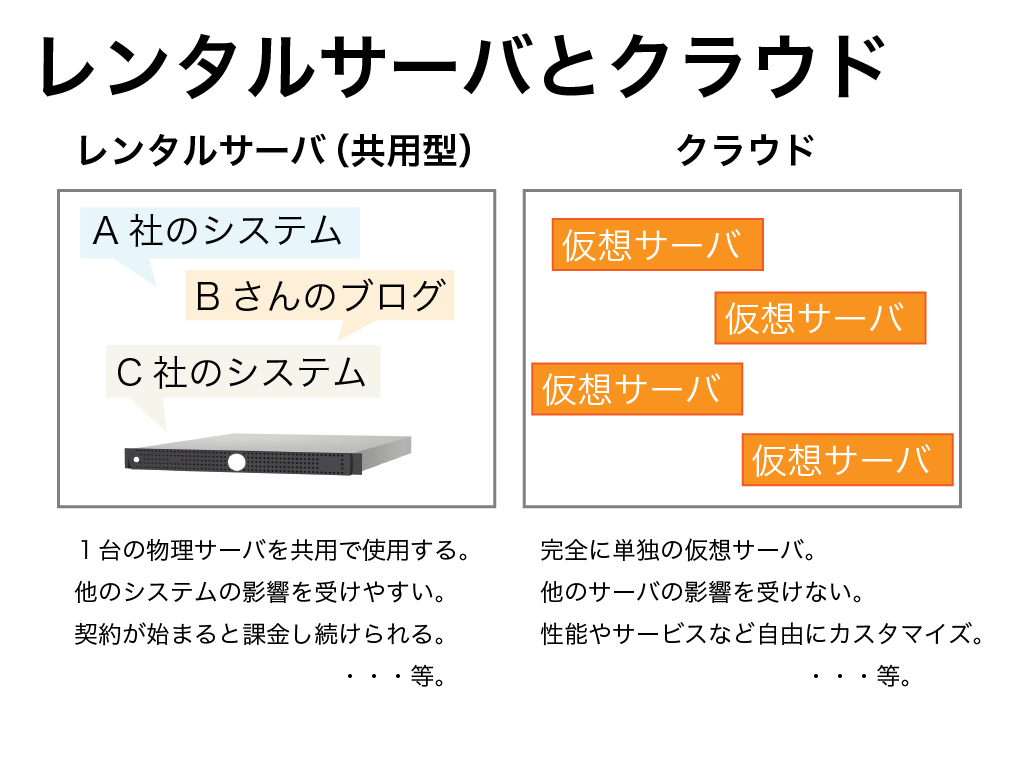 レンタルサーバとクラウド
レンタルサーバ（共用型）
A 社のシステム
B さんのブログ
C 社のシステム
１台の物理サーバを共用で使用する。
他のシステムの影響を受けやすい。
契約が始まると課金し続けられる。
・・・等。
クラウド
仮想サーバ
仮想サーバ
仮想サーバ
仮想サーバ
完全に単独の仮想サーバ。
他のサーバの影響を受けない。
性能やサービスなど自由にカスタマイズ。
・・・等。